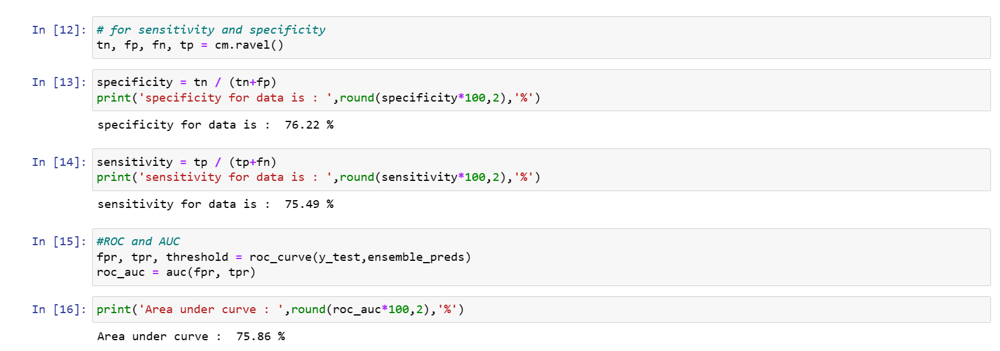 In [12]: # for sensitivity and specificity
tn, fp, fn, tp = cm.ravel()
In [13]: specificity = tn / (tn+fp)
print('specificity for data is : ',round(specificity*100,2),'%')
specificity for data is :  76.22 %
In [14]: sensitivity = tp / (tp+fn)
print('sensitivity for data is : ',round(sensitivity*100,2),'%')
sensitivity for data is :  75.49 %
In [15]: #ROC and AUC
fpr, tpr, threshold = roc_curve(y_test,ensemble_preds)
roc_auc = auc(fpr, tpr)
In [16]: print('Area under curve : ',round(roc_auc*100,2),'%')
Area under curve :  75.86 %